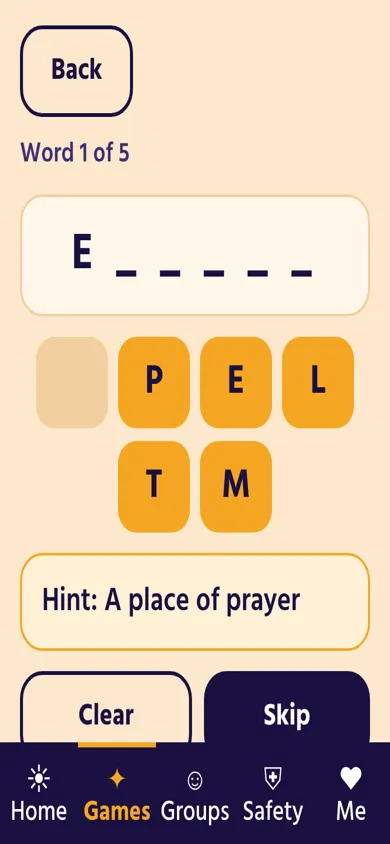 Back
Word 1 of 5
E _ _ _ _ _
P E L
T M
Hint: A place of prayer
Clear Skip
Home Games Groups Safety Me